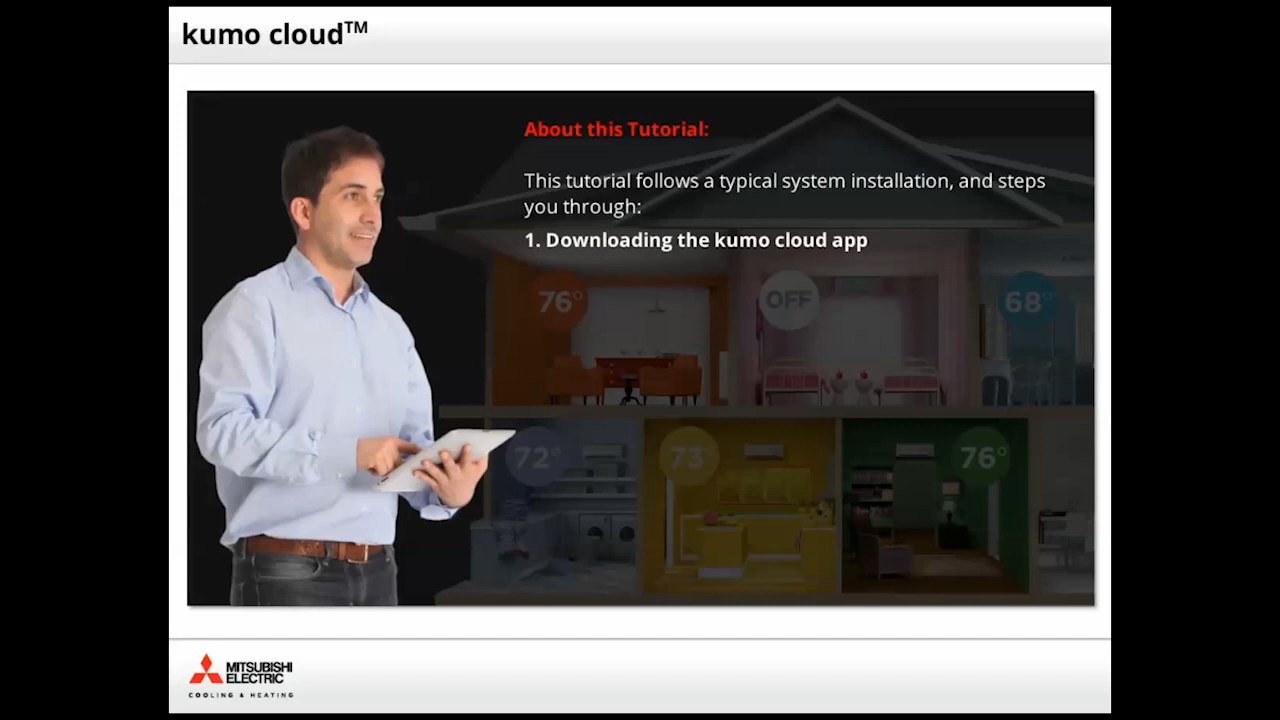 kumo cloud™
About this Tutorial:
This tutorial follows a typical system installation, and steps
you through:
1. Downloading the kumo cloud app
76°
OFF
68°
72°
73°
76°
MITSUBISHI
ELECTRIC
COOLING & HEATING